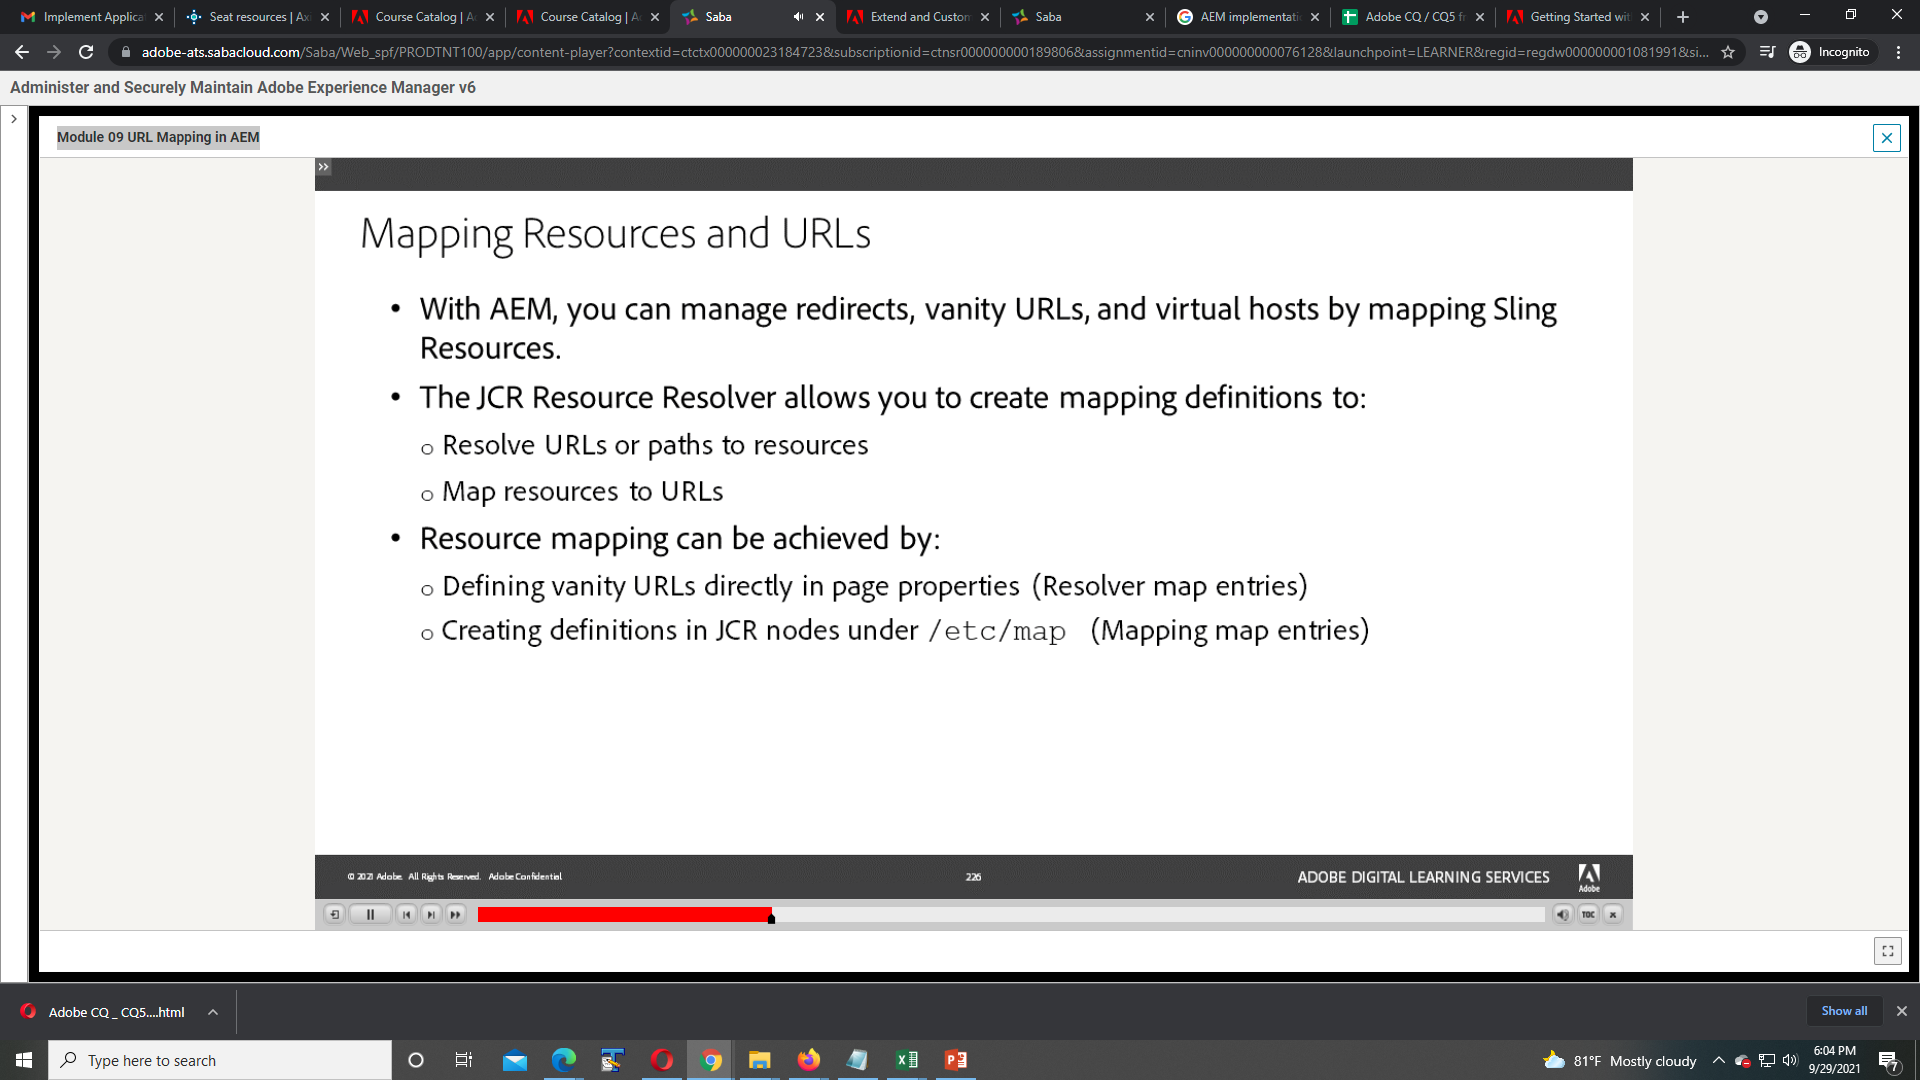 Implement Applica
Seat resources | Ax
Course Catalog | A
Course Catalog | A
Saba
Extend and Custom
Saba
AEM implementati
Adobe CQ / CQ5 fr
Getting Started wit
adobe-ats.sabacloud.com/Saba/Web_spf/PRODTNT100/app/content-player?contextid=ctctx000000023184723&subscriptionid=ctnsr000000000189806&assignmentid=cninv000000000076128&launchpoint=LEARNER&regid=regdw000000001081991&si...
Incognito
Administer and Securely Maintain Adobe Experience Manager v6
Module 09 URL Mapping in AEM
Mapping Resources and URLs
• With AEM, you can manage redirects, vanity URLs, and virtual hosts by mapping Sling
Resources.
• The JCR Resource Resolver allows you to create mapping definitions to:
o Resolve URLs or paths to resources
o Map resources to URLs
• Resource mapping can be achieved by:
o Defining vanity URLs directly in page properties (Resolver map entries)
o Creating definitions in JCR nodes under /etc/map (Mapping map entries)
© 2021 Adobe. All Rights Reserved. Adobe Confidential
226
ADOBE DIGITAL LEARNING SERVICES
Adobe
TOC
Adobe CQ _ CQ5....html
Show all
Type here to search
81°F Mostly cloudy
6:04 PM
9/29/2021
7